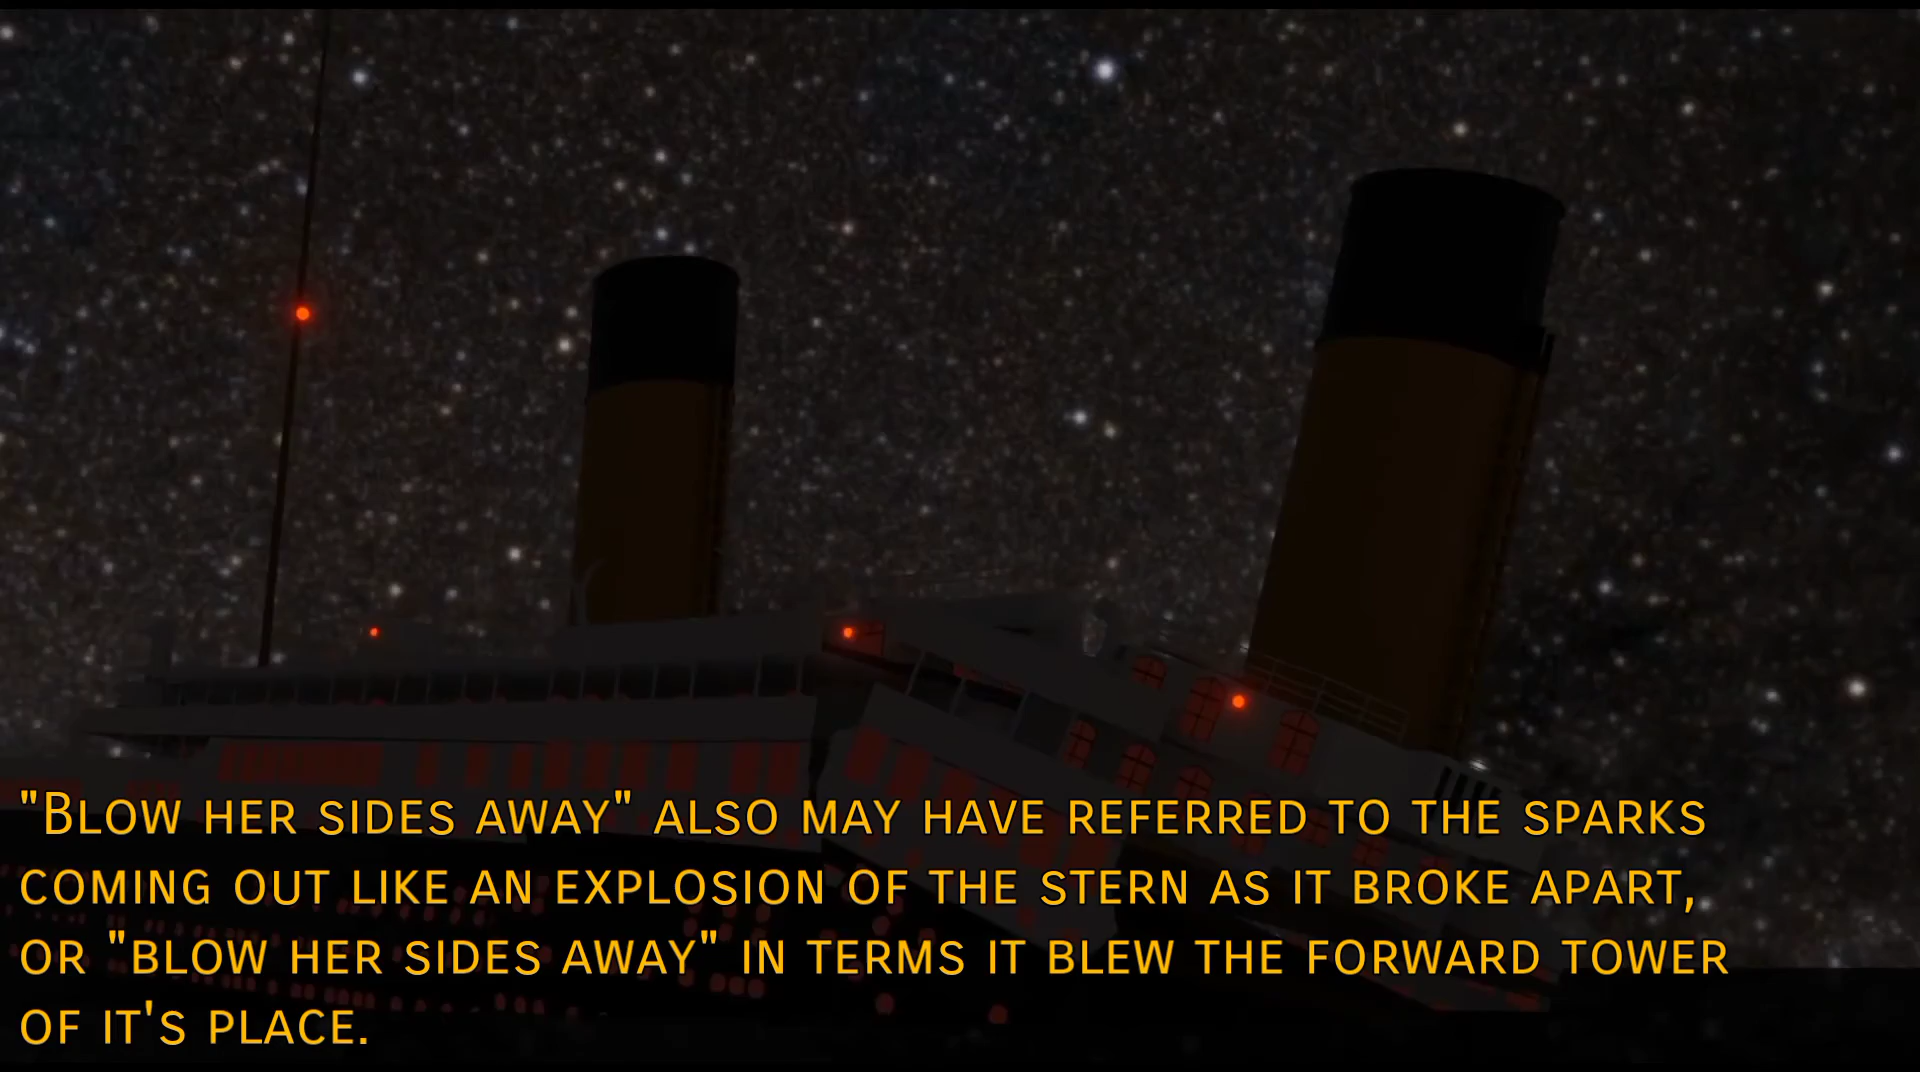 "Blow her sides away" also may have referred to the sparks
coming out like an explosion of the stern as it broke apart,
or "blow her sides away" in terms it blew the forward tower
of it's place.